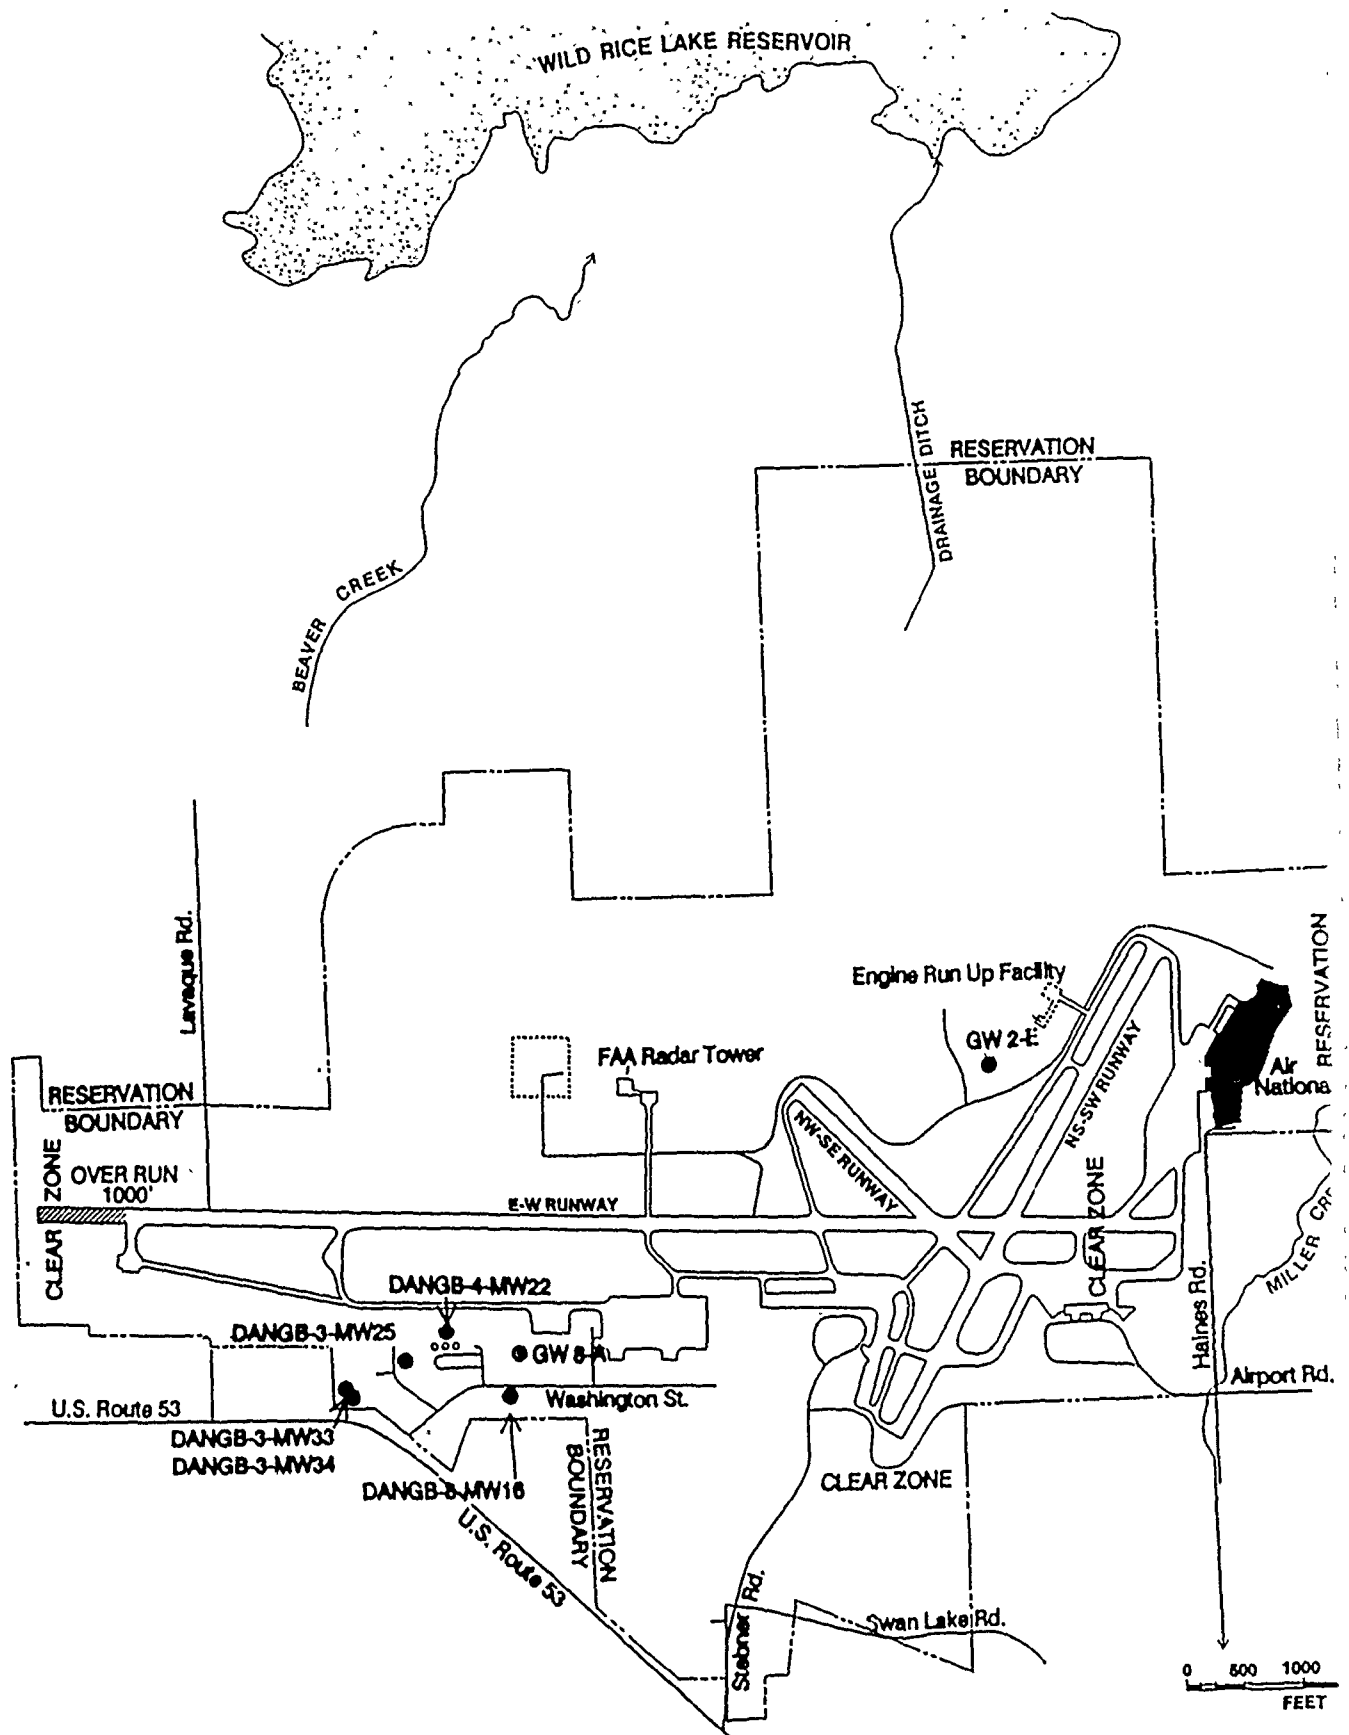 WILD RICE LAKE RESERVOIR
DRAINAGE DITCH
RESERVATION
BOUNDARY
BEAVER CREEK
Lavaque Rd.
Engine Run Up Facility
GW 2-E
FAA Radar Tower
RESERVATION
Air
Nationa
RESERVATION
BOUNDARY
NW-SE RUNWAY
NS-SW RUNWAY
CLEAR ZONE
OVER RUN
1000'
E-W RUNWAY
CLEAR ZONE
MILLER CRE
DANGB-4-MW22
DANGB-3-MW25
GW 8-A
Haines Rd.
Airport Rd.
Washington St.
U.S. Route 53
DANGB-3-MW33
DANGB-3-MW34
DANGB-8-MW16
RESERVATION
BOUNDARY
CLEAR ZONE
U.S. Route 53
Stebner Rd.
Swan Lake Rd.
0 500 1000
FEET